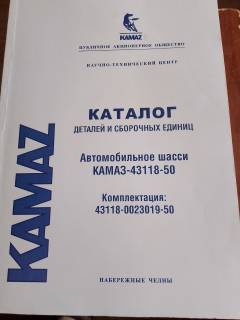 KAMAZ
ПУБЛИЧНОЕ АКЦИОНЕРНОЕ ОБЩЕСТВО
НАУЧНО-ТЕХНИЧЕСКИЙ ЦЕНТР
КАТАЛОГ
ДЕТАЛЕЙ И СБОРОЧНЫХ ЕДИНИЦ
Автомобильное шасси
КАМАЗ-43118-50
Комплектация:
43118-0023019-50
KAMAZ
НАБЕРЕЖНЫЕ ЧЕЛНЫ